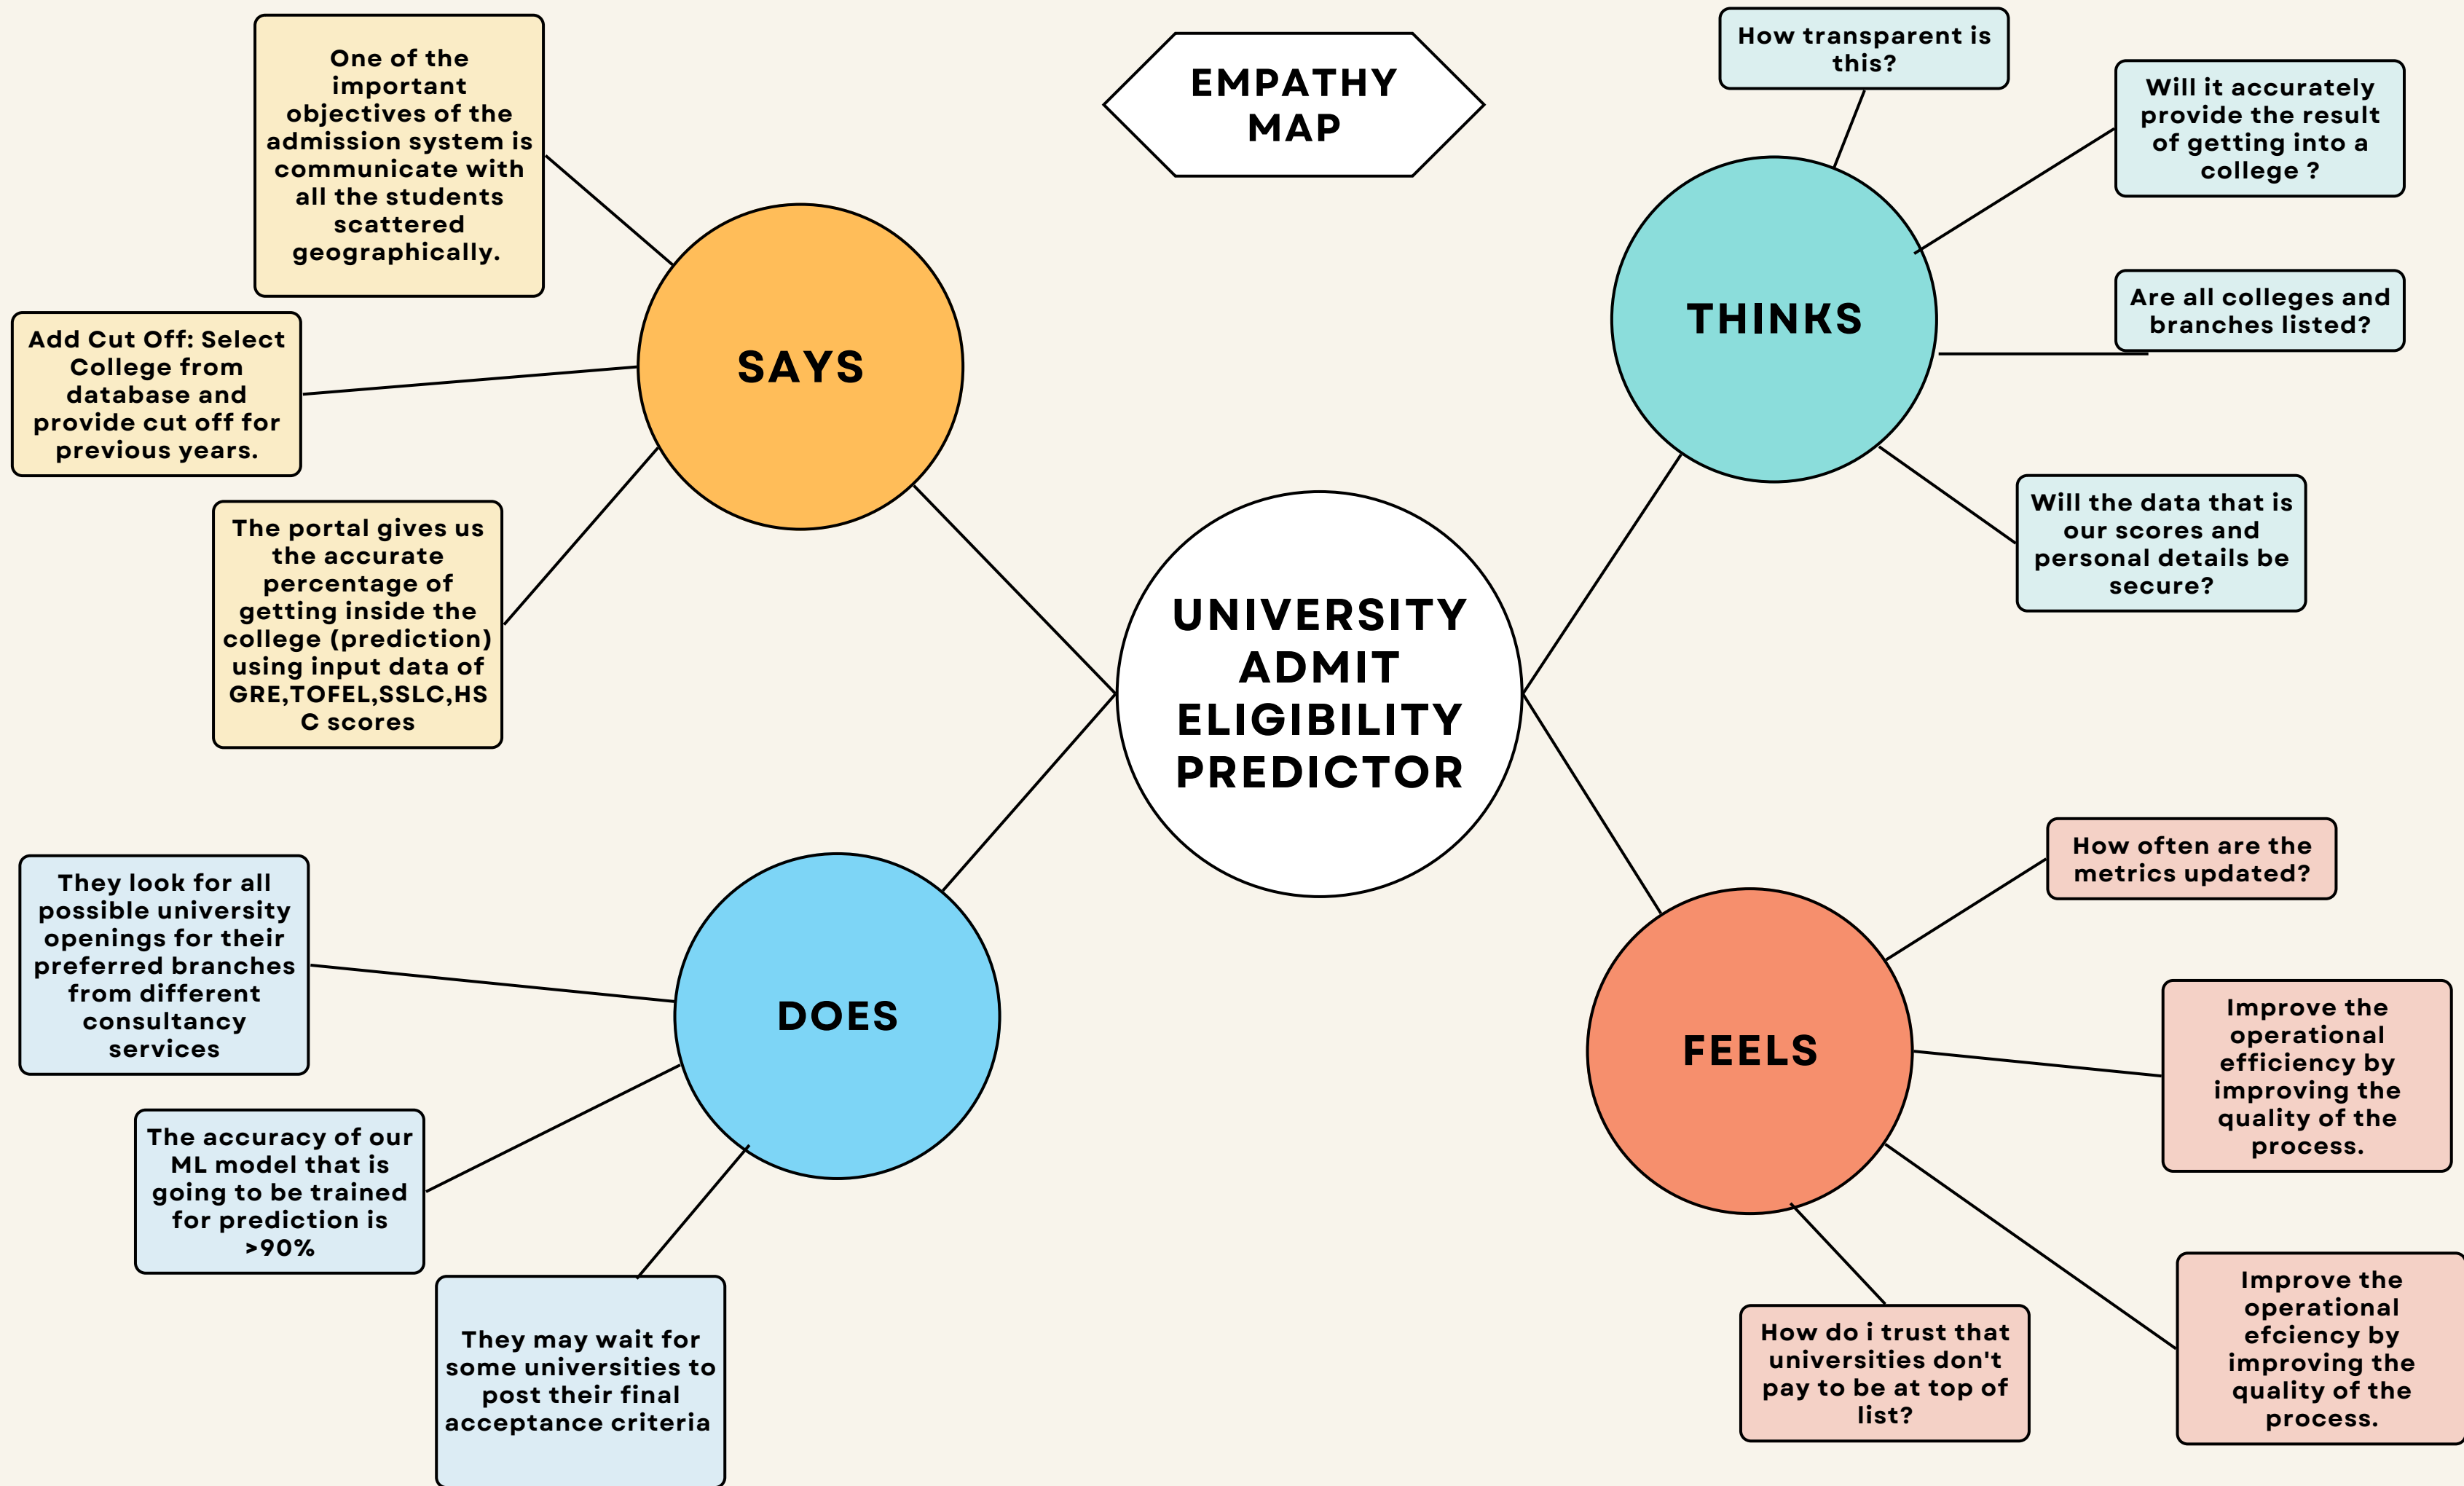 EMPATHY
MAP
One of the
important
objectives of the
admission system is
communicate with
all the students
scattered
geographically.
Add Cut Off: Select
College from
database and
provide cut off for
previous years.
The portal gives us
the accurate
percentage of
getting inside the
college (prediction)
using input data of
GRE,TOFEL,SSLC,HS
C scores
SAYS
How transparent is
this?
Will it accurately
provide the result
of getting into a
college ?
Are all colleges and
branches listed?
Will the data that is
our scores and
personal details be
secure?
THINKS
UNIVERSITY
ADMIT
ELIGIBILITY
PREDICTOR
They look for all
possible university
openings for their
preferred branches
from different
consultancy
services
The accuracy of our
ML model that is
going to be trained
for prediction is
>90%
They may wait for
some universities to
post their final
acceptance criteria
DOES
How often are the
metrics updated?
Improve the
operational
efficiency by
improving the
quality of the
process.
Improve the
operational
efciency by
improving the
quality of the
process.
How do i trust that
universities don't
pay to be at top of
list?
FEELS